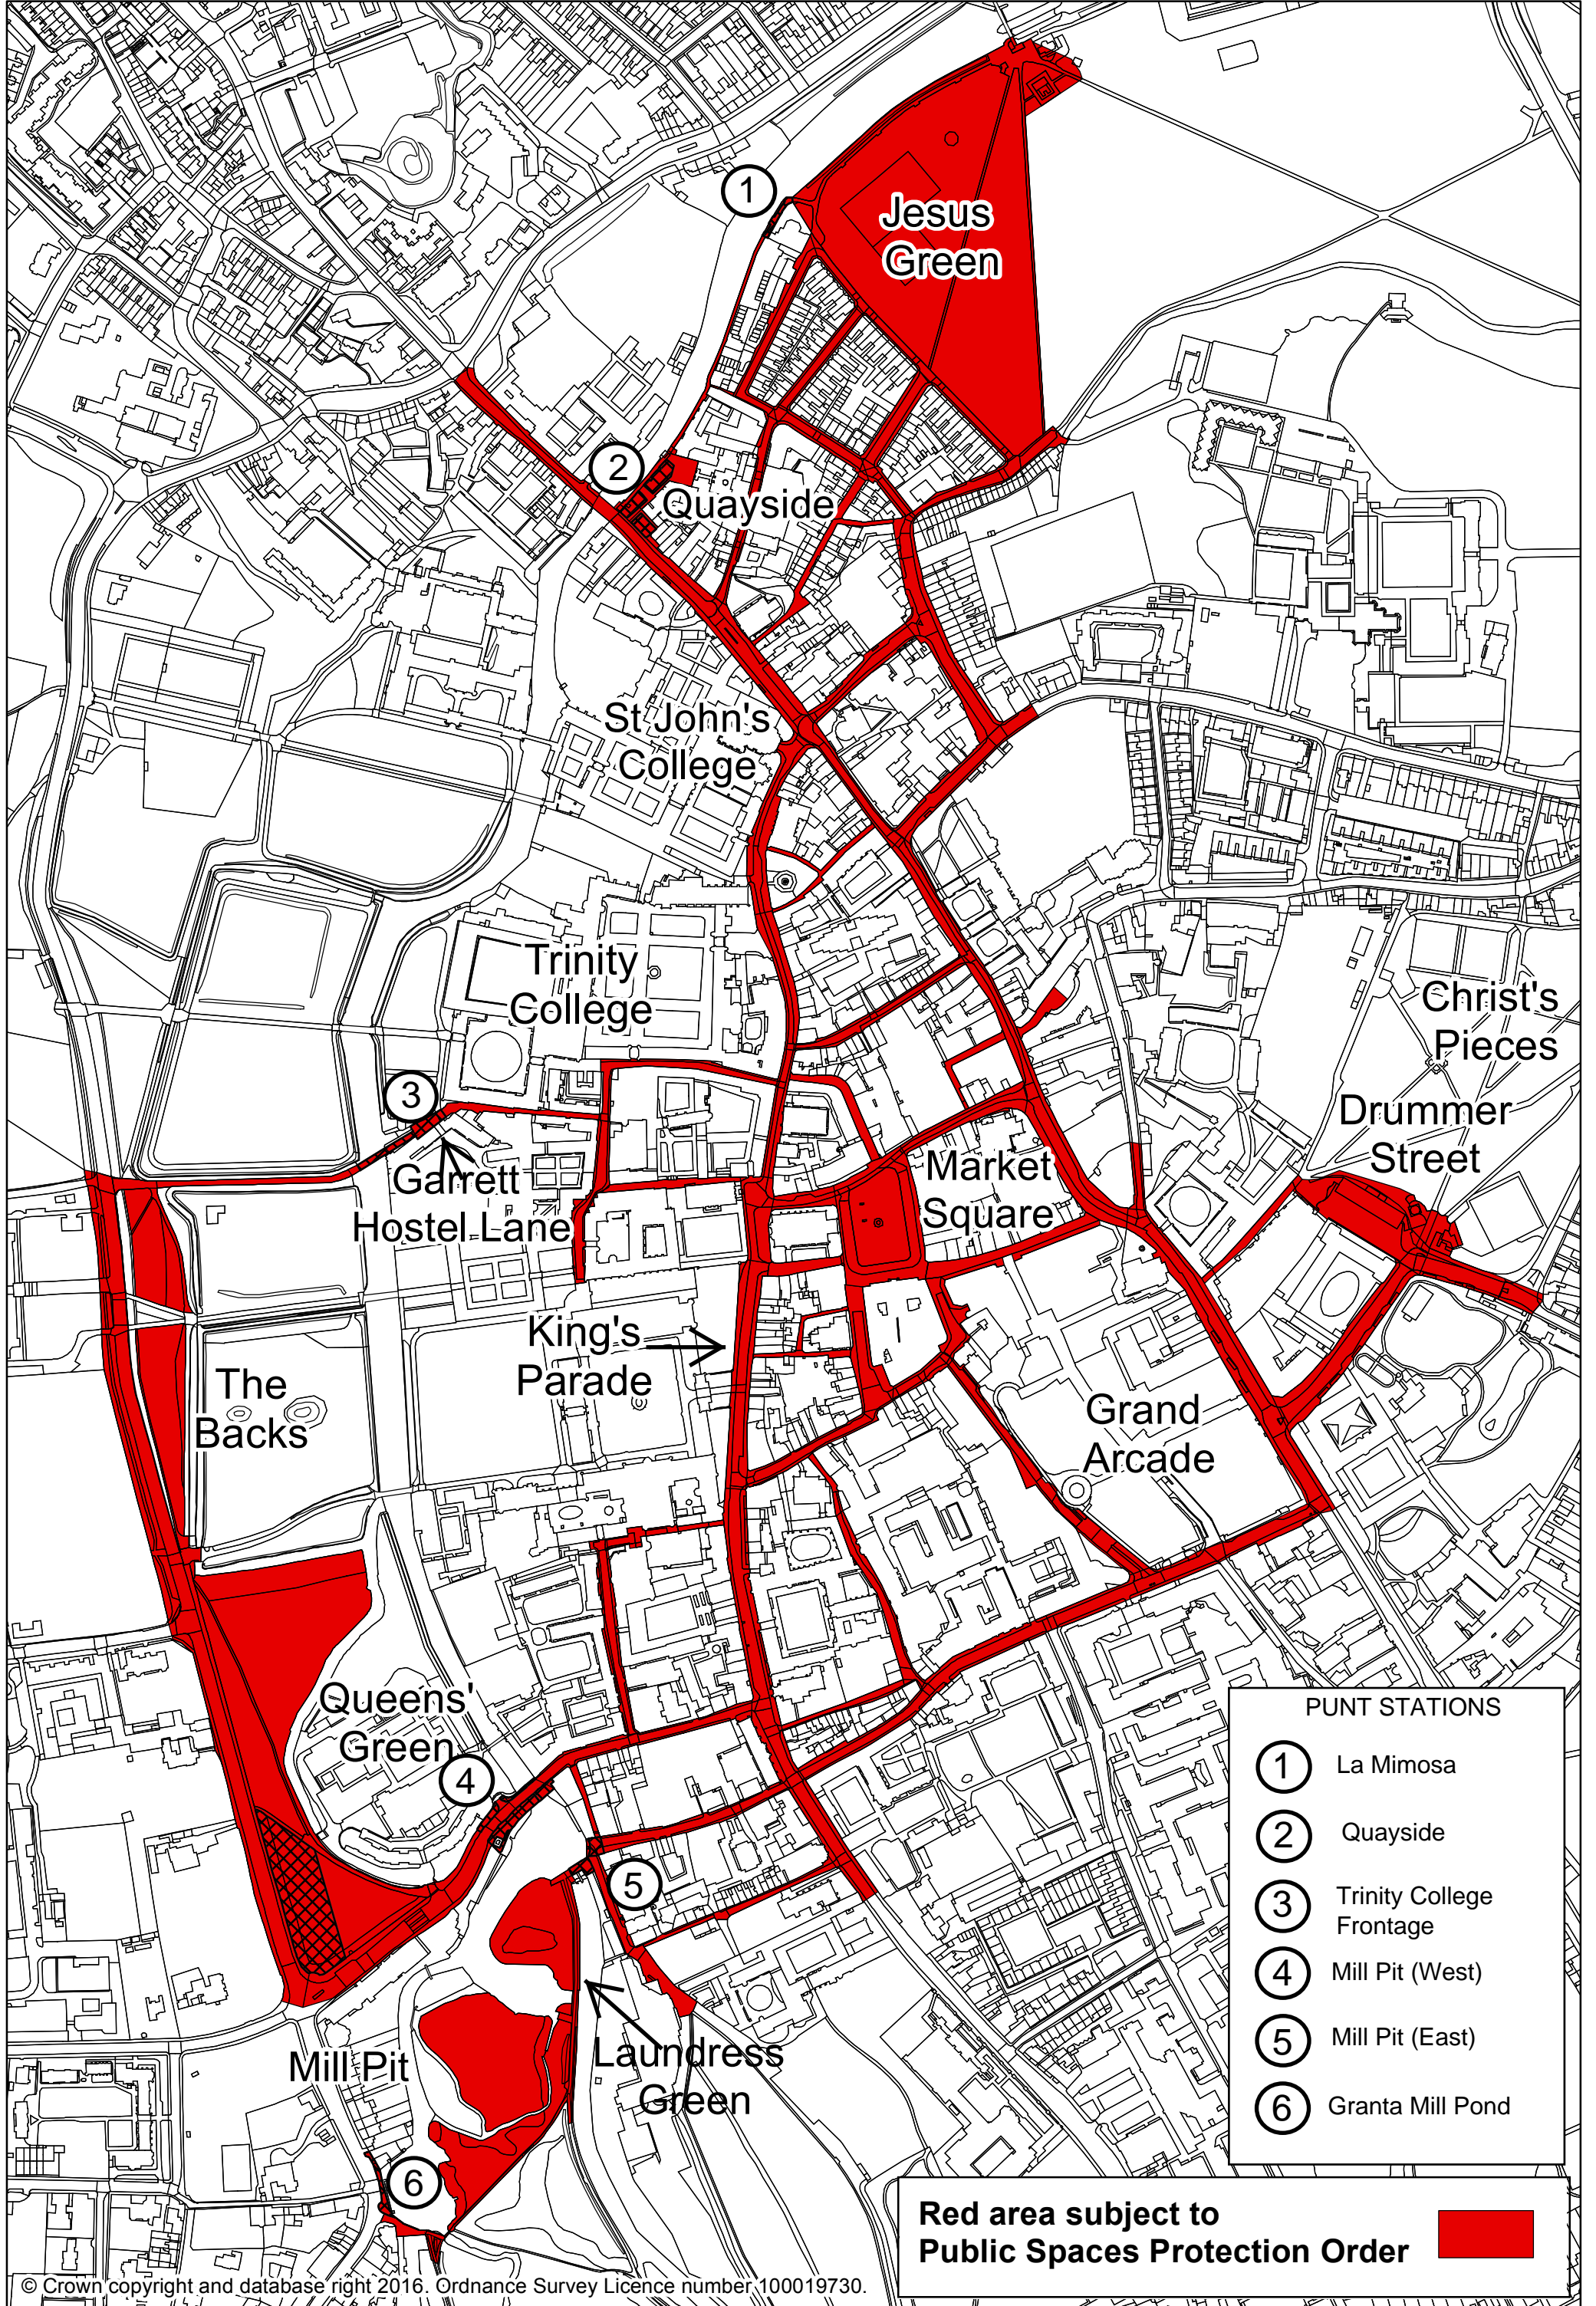 1
Jesus
Green
2
Quayside
St John's
College
Trinity
College
Christ's
Pieces
3
Drummer
Street
Garrett
Hostel Lane
Market
Square
King's
Parade
The
Backs
Grand
Arcade
Queens'
Green
4
5
Laundress
Green
Mill Pit
6
PUNT STATIONS
1 La Mimosa
2 Quayside
3 Trinity College
Frontage
4 Mill Pit (West)
5 Mill Pit (East)
6 Granta Mill Pond
Red area subject to
Public Spaces Protection Order
© Crown copyright and database right 2016. Ordnance Survey Licence number 100019730.